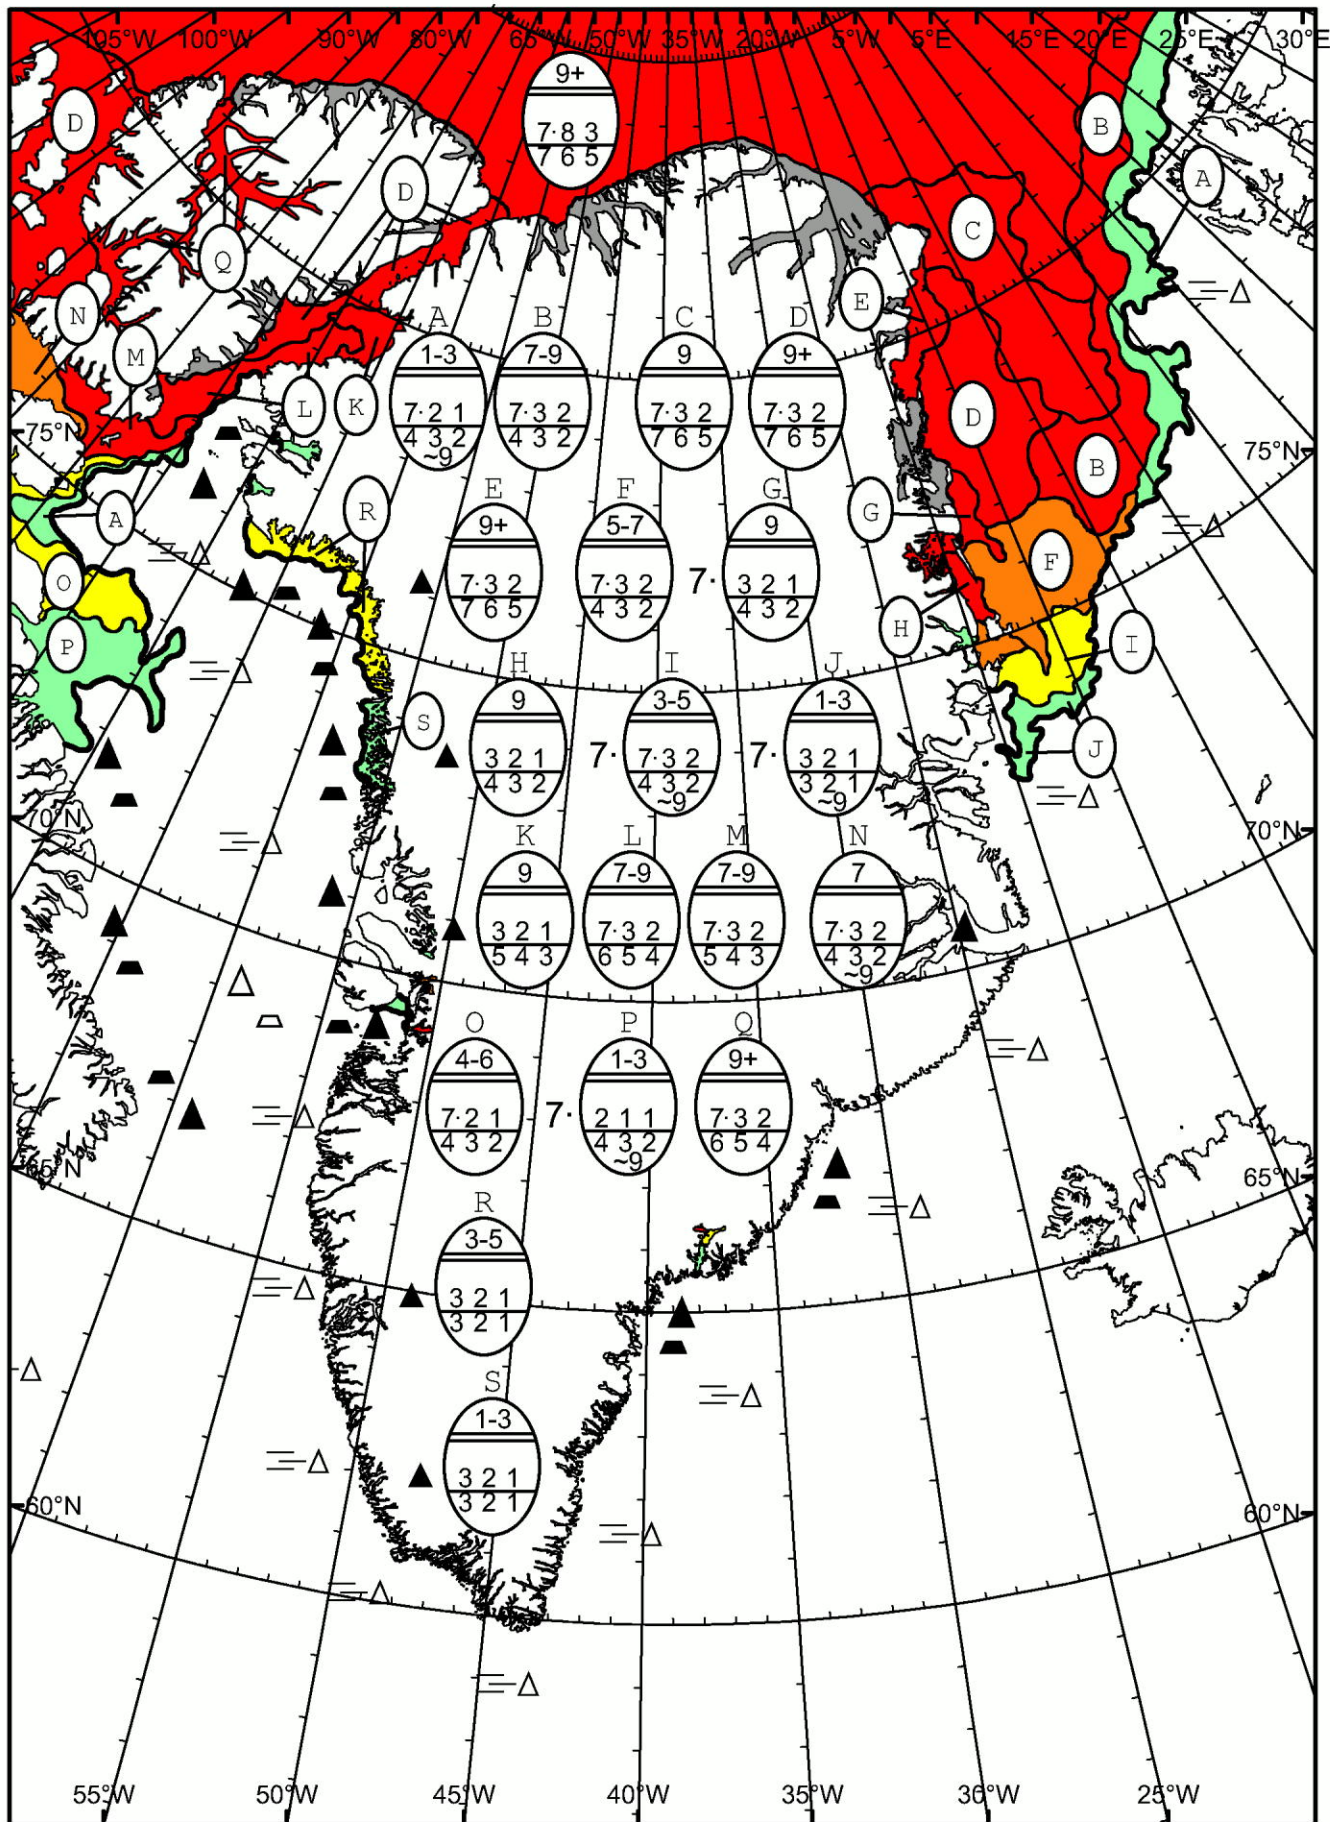 105°W 100°W 90°W 80°W 65°W 50°W 35°W 20°W 5°W 5°E 15°E 20°E 25°E 30°E
9+
7·8 3
7 6 5
D
B
D
A
C
Q
E
N
M
A B C D
1-3 7-9 9 9+
L K
7·2 1 7·3 2 7·3 2 7·3 2
4 3 2 4 3 2 7 6 5 7 6 5
~9
D
75°N 75°N
B
A R
E F G
G
9+ 5-7 9
7·3 2 7·3 2 7· 3 2 1
7 6 5 4 3 2 4 3 2
F
O
H
P
I
H I J
9 3-5 1-3
S
3 2 1 7· 7·3 2 7· 3 2 1
4 3 2 4 3 2 3 2 1
~9 ~9
J
70°N 70°N
K L M N
9 7-9 7-9 7
3 2 1 7·3 2 7·3 2 7·3 2
5 4 3 6 5 4 5 4 3 4 3 2
~9
O P Q
4-6 1-3 9+
7·2 1 7· 2 1 1 7·3 2
4 3 2 4 3 2 6 5 4
~9
65°N 65°N
R
3-5
3 2 1
3 2 1
S
1-3
3 2 1
3 2 1
60°N 60°N
55°W 50°W 45°W 40°W 35°W 30°W 25°W